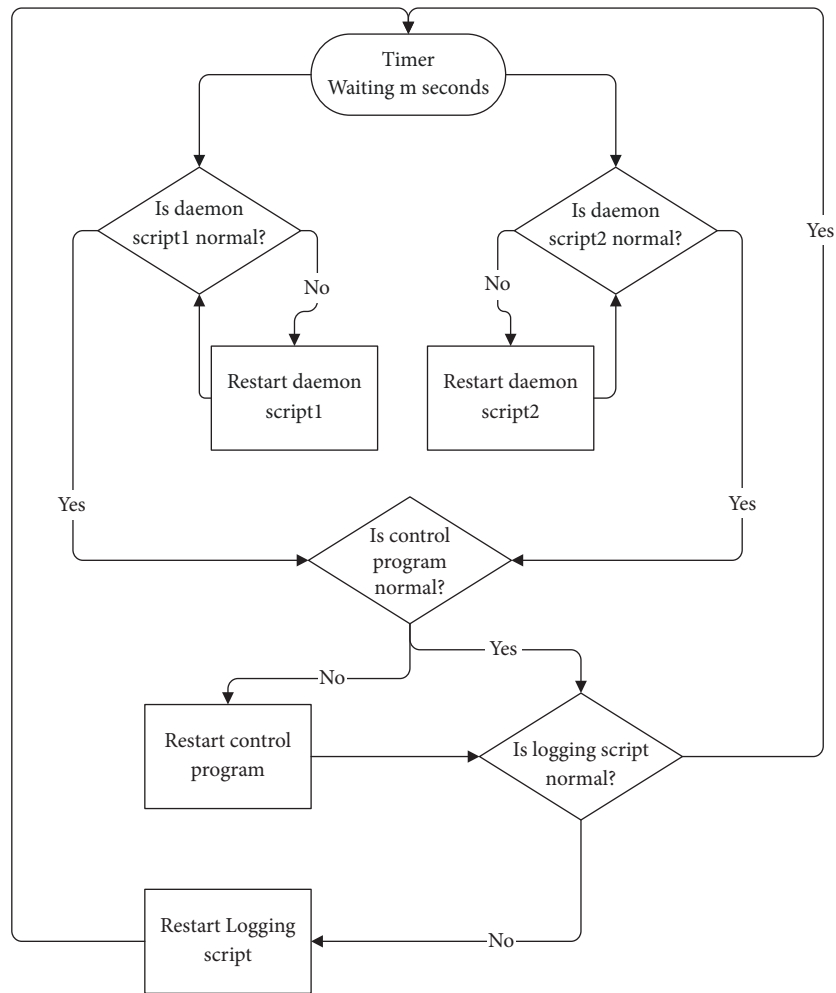 Timer
Waiting m seconds
Is daemon
script1 normal?
Is daemon
script2 normal?
Yes
No
No
Restart daemon
script1
Restart daemon
script2
Yes
Yes
Is control
program
normal?
Yes
No
Restart control
program
Is logging script
normal?
Restart Logging
script
No